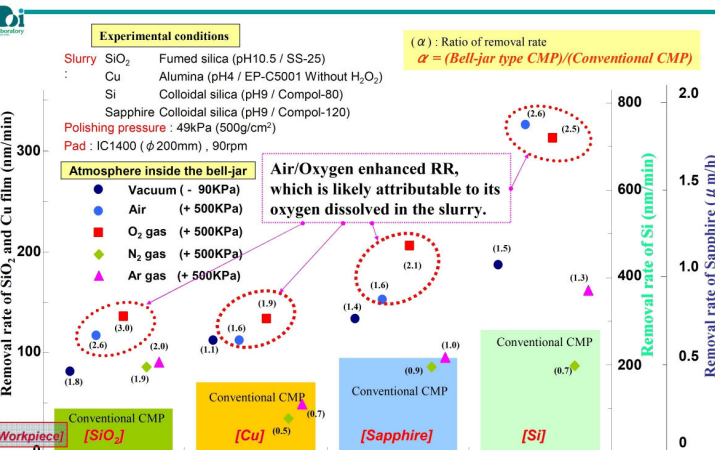 Doi
Laboratory
Experimental conditions
Slurry : SiO₂ Fumed silica (pH10.5 / SS-25)
Cu Alumina (pH4 / EP-C5001 Without H₂O₂)
Si Colloidal silica (pH9 / Compol-80)
Sapphire Colloidal silica (pH9 / Compol-120)
Polishing pressure : 49kPa (500g/cm²)
Pad : IC1400 (ϕ200mm) , 90rpm
(α) : Ratio of removal rate
α = (Bell-jar type CMP)/(Conventional CMP)
Atmosphere inside the bell-jar
Vacuum (- 90KPa)
Air (+ 500KPa)
O₂ gas (+ 500KPa)
N₂ gas (+ 500KPa)
Ar gas (+ 500KPa)
Air/Oxygen enhanced RR,
which is likely attributable to its
oxygen dissolved in the slurry.
Removal rate of SiO₂ and Cu film (nm/min)
300
200
100
0
800
600
400
200
Removal rate of Si (nm/min)
2.0
1.5
1.0
0.5
0
Removal rate of Sapphire (μ m/h)
(1.8)
(2.6)
(3.0)
(1.9)
(2.0)
(1.1)
(1.6)
(1.9)
(0.5)
(0.7)
(1.4)
(1.6)
(2.1)
(0.9)
(1.0)
(1.5)
(2.6)
(2.5)
(0.7)
(1.3)
Conventional CMP
Conventional CMP
Conventional CMP
Conventional CMP
Workpiece]
[SiO₂]
[Cu]
[Sapphire]
[Si]